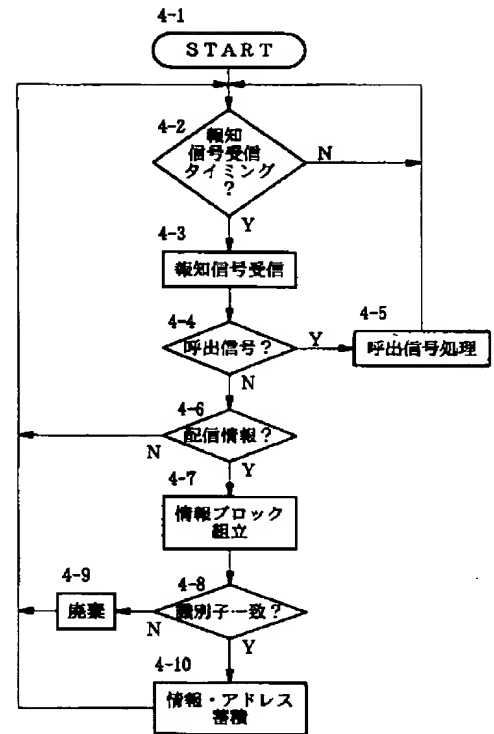 4-1
START
4-2
報知
信号受信
タイミング
?
N
Y
4-3
報知信号受信
4-4
呼出信号?
Y
N
4-5
呼出信号処理
4-6
配信情報?
N
Y
4-7
情報ブロック
組立
4-8
識別子一致?
N
Y
4-9
廃棄
4-10
情報・アドレス
蓄積